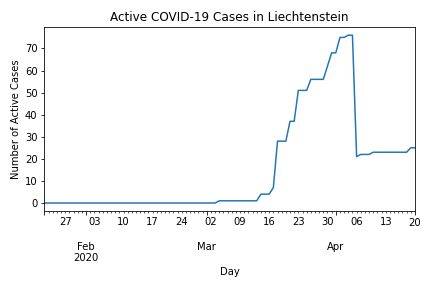 Active COVID-19 Cases in Liechtenstein
Number of Active Cases
70
60
50
40
30
20
10
0
27 03 10 17 24 02 09 16 23 30 06 13 20
Feb Mar Apr
2020
Day